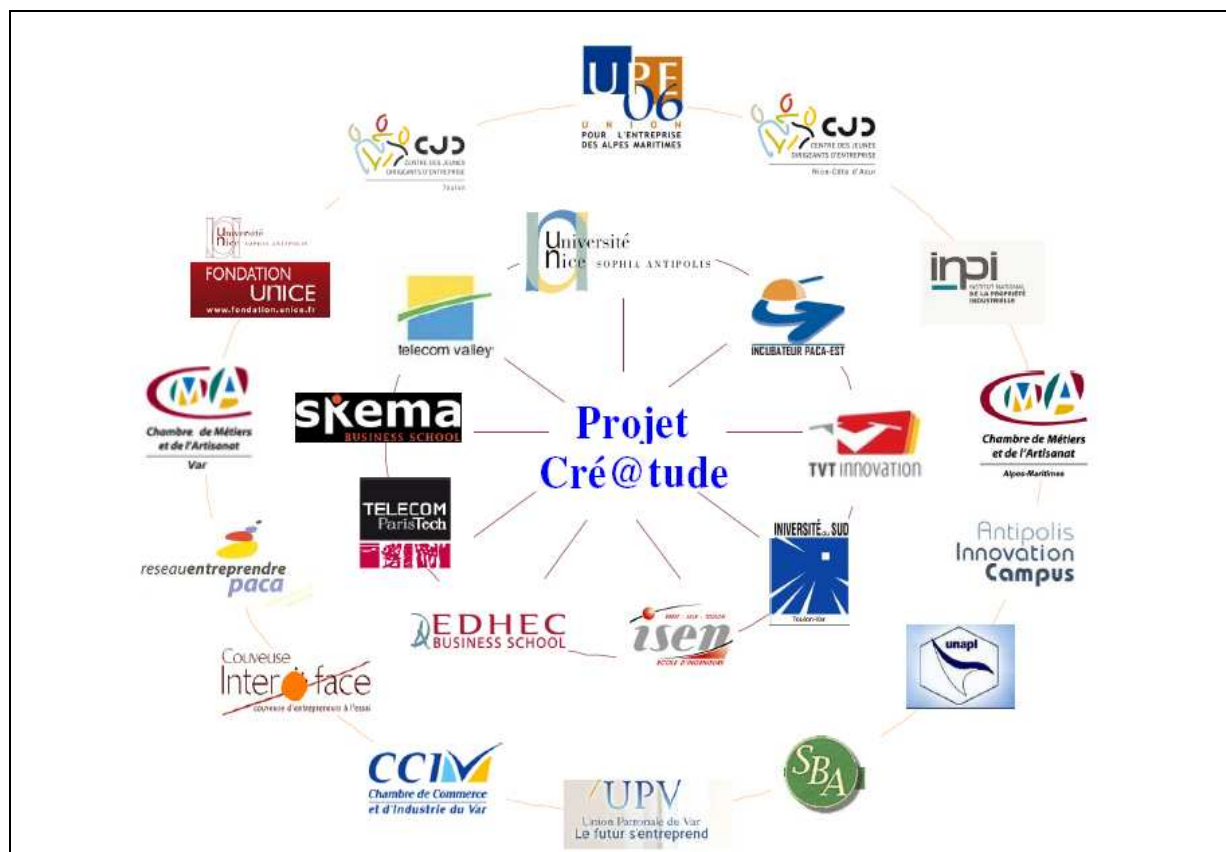 UPE
06
UNION
POUR L'ENTREPRISE
DES ALPES MARITIMES
CJD
CENTRE DES JEUNES
DIRIGEANTS D'ENTREPRISE
Toulon
CJD
CENTRE DES JEUNES
DIRIGEANTS D'ENTREPRISE
Nice-Côte d'Azur
Université
Nice SOPHIA ANTIPOLIS
FONDATION
UNICE
www.fondation.unice.fr
Université
Nice SOPHIA ANTIPOLIS
inpi
INSTITUT NATIONAL
DE LA PROPRIÉTÉ
INDUSTRIELLE
telecom valley
INCUBATEUR PACA-EST
CMA
Chambre de Métiers
et de l'Artisanat
Var
skema
BUSINESS SCHOOL
Projet
Cré@tude
TVT innovation
CMA
Chambre de Métiers
et de l'Artisanat
Alpes-Maritimes
TELECOM
ParisTech
UNIVERSITÉ DU SUD
Toulon-Var
reseauentreprendre
paca
Antipolis
Innovation
Campus
EDHEC
BUSINESS SCHOOL
isen
ECOLE D'INGÉNIEURS
unapl
Couveuse
Interface
couveuse d'entrepreneurs à l'essai
CCIV
Chambre de Commerce
et d'Industrie du Var
UPV
Union Patronale du Var
Le futur s'entreprend
SBA